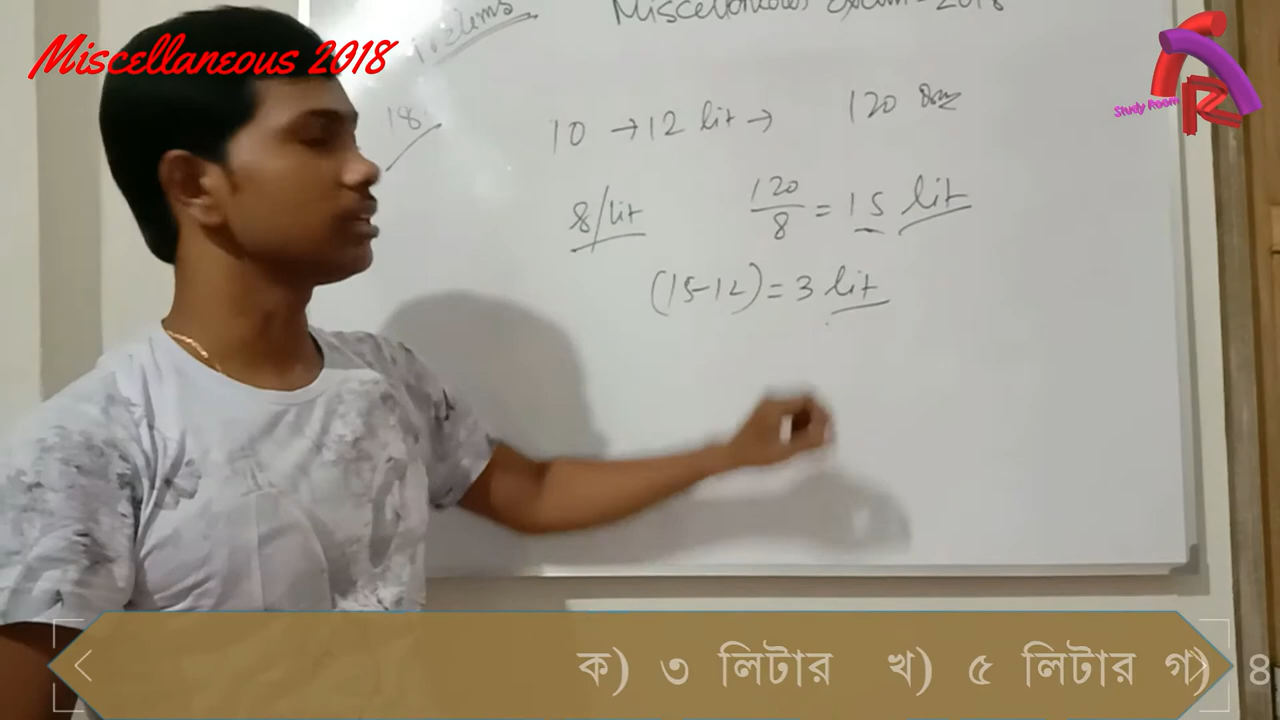 Miscellaneous 2018
Miscellaneous exam-2018
Study Room
18.
10 → 12 lit → 120
8/lit 120/8 = 15 lit
(15-12) = 3 lit
ক) ৩ লিটার খ) ৫ লিটার গ) ৪